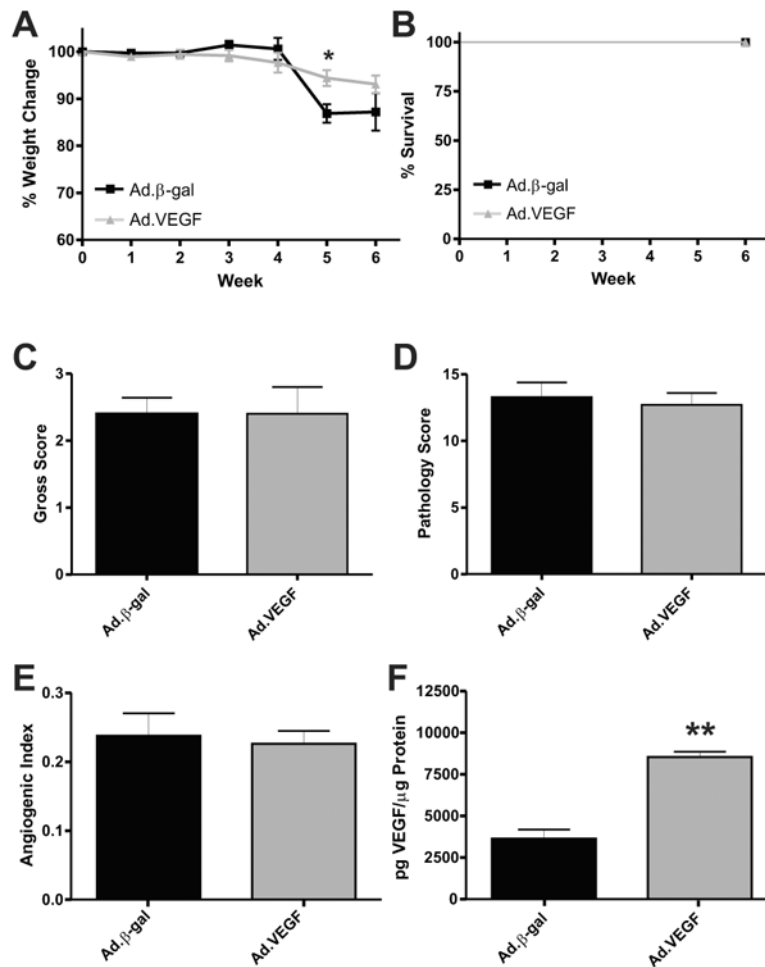 A
B
100
90
80
70
60
% Weight Change
*
Ad.β-gal
Ad.VEGF
0 1 2 3 4 5 6
Week
100
75
50
25
0
% Survival
Ad.β-gal
Ad.VEGF
0 1 2 3 4 5 6
Week
C
D
3
2
1
0
Gross Score
Ad.β-gal
Ad.VEGF
15
10
5
0
Pathology Score
Ad.β-gal
Ad.VEGF
E
F
0.3
0.2
0.1
0.0
Angiogenic Index
Ad.β-gal
Ad.VEGF
12500
10000
7500
5000
2500
0
pg VEGF/μg Protein
**
Ad.β-gal
Ad.VEGF